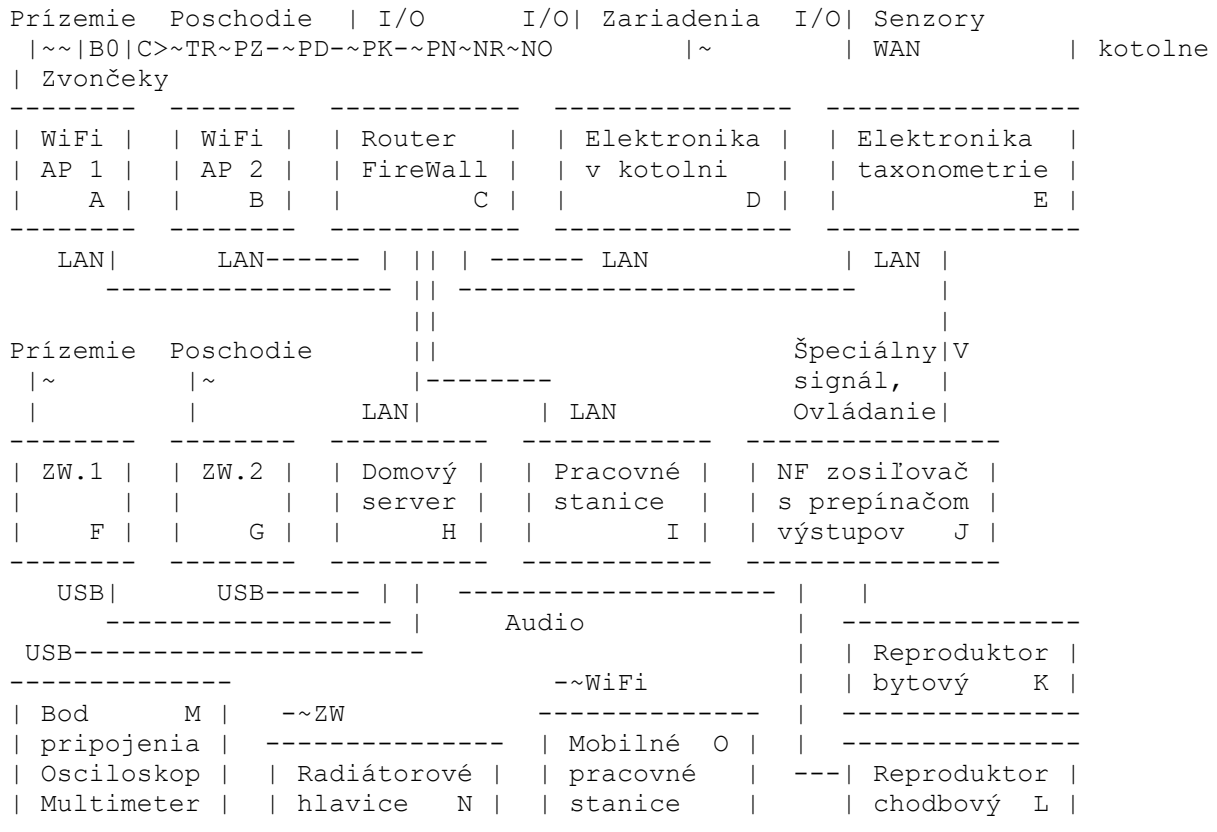 Prízemie  Poschodie  | I/O      I/O| Zariadenia  I/O| Senzory
 |~~|B0|C>~TR~PZ-~PD-~PK-~PN~NR~NO        |~        | WAN         | kotolne
| Zvončeky
--------  --------  ------------  ---------------  ----------------
| WiFi |  | WiFi |  | Router   |  | Elektronika |  | Elektronika  |
| AP 1 |  | AP 2 |  | FireWall |  | v kotolni   |  | taxonometrie |
|    A |  |    B |  |        C |  |           D |  |            E |
--------  --------  ------------  ---------------  ----------------
   LAN|      LAN------ | || | ------ LAN            | LAN |
      ------------------ || -------------------------     |
                         ||                               |
Prízemie  Poschodie      ||                      Špeciálny|V
 |~        |~            |--------               signál,  |
 |         |          LAN|       | LAN           Ovládanie|
--------  --------  ----------  ------------  ----------------
| ZW.1 |  | ZW.2 |  | Domový |  | Pracovné |  | NF zosiľovač |
|      |  |      |  | server |  | stanice  |  | s prepínačom |
|    F |  |    G |  |      H |  |        I |  | výstupov   J |
--------  --------  ----------  ------------  ----------------
   USB|      USB------ | |  -------------------- |  |
      ------------------ |     Audio             |  ---------------
 USB----------------------                       |  | Reproduktor |
--------------                    -~WiFi         |  | bytový    K |
| Bod      M |   -~ZW            --------------  |  ---------------
| pripojenia |  ---------------  | Mobilné  O |  |  ---------------
| Osciloskop |  | Radiátorové |  | pracovné   |  ---| Reproduktor |
| Multimeter |  | hlavice   N |  | stanice    |     | chodbový  L |